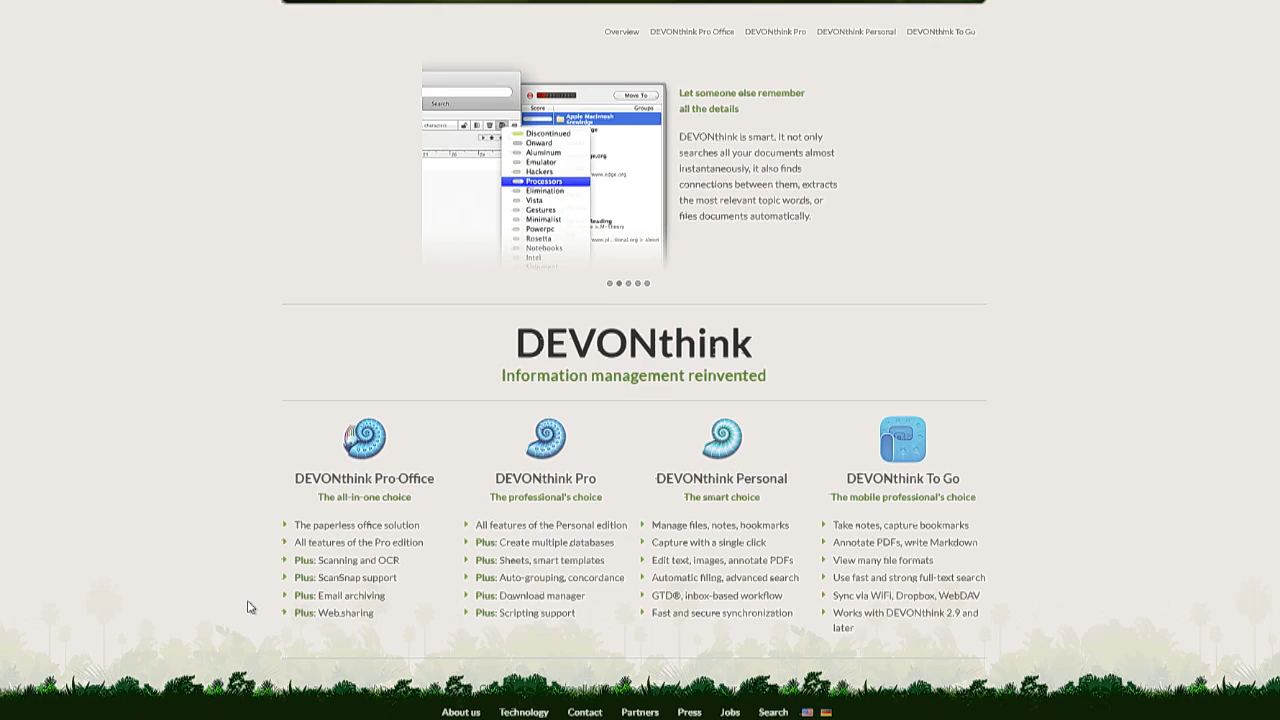 Overview DEVONthink Pro Office DEVONthink Pro DEVONthink Personal DEVONthink To Go
Search
Move To
Score Groups
Apple Macintosh
Knowledge
Discontinued
Onward
Aluminum
Emulator
Hackers
Processors
Elimination
Vista
Gestures
Minimalist
Powerpc
Rosetta
Notebooks
Intel
Let someone else remember
all the details
DEVONthink is smart. It not only
searches all your documents almost
instantaneously, it also finds
connections between them, extracts
the most relevant topic words, or
files documents automatically.
DEVONthink
Information management reinvented
DEVONthink Pro Office
The all-in-one choice
The paperless office solution
All features of the Pro edition
Plus: Scanning and OCR
Plus: ScanSnap support
Plus: Email archiving
Plus: Web sharing
DEVONthink Pro
The professional's choice
All features of the Personal edition
Plus: Create multiple databases
Plus: Sheets, smart templates
Plus: Auto-grouping, concordance
Plus: Download manager
Plus: Scripting support
DEVONthink Personal
The smart choice
Manage files, notes, bookmarks
Capture with a single click
Edit text, images, annotate PDFs
Automatic filing, advanced search
GTD®, inbox-based workflow
Fast and secure synchronization
DEVONthink To Go
The mobile professional's choice
Take notes, capture bookmarks
Annotate PDFs, write Markdown
View many file formats
Use fast and strong full-text search
Sync via WiFi, Dropbox, WebDAV
Works with DEVONthink 2.9 and
later
About us Technology Contact Partners Press Jobs Search